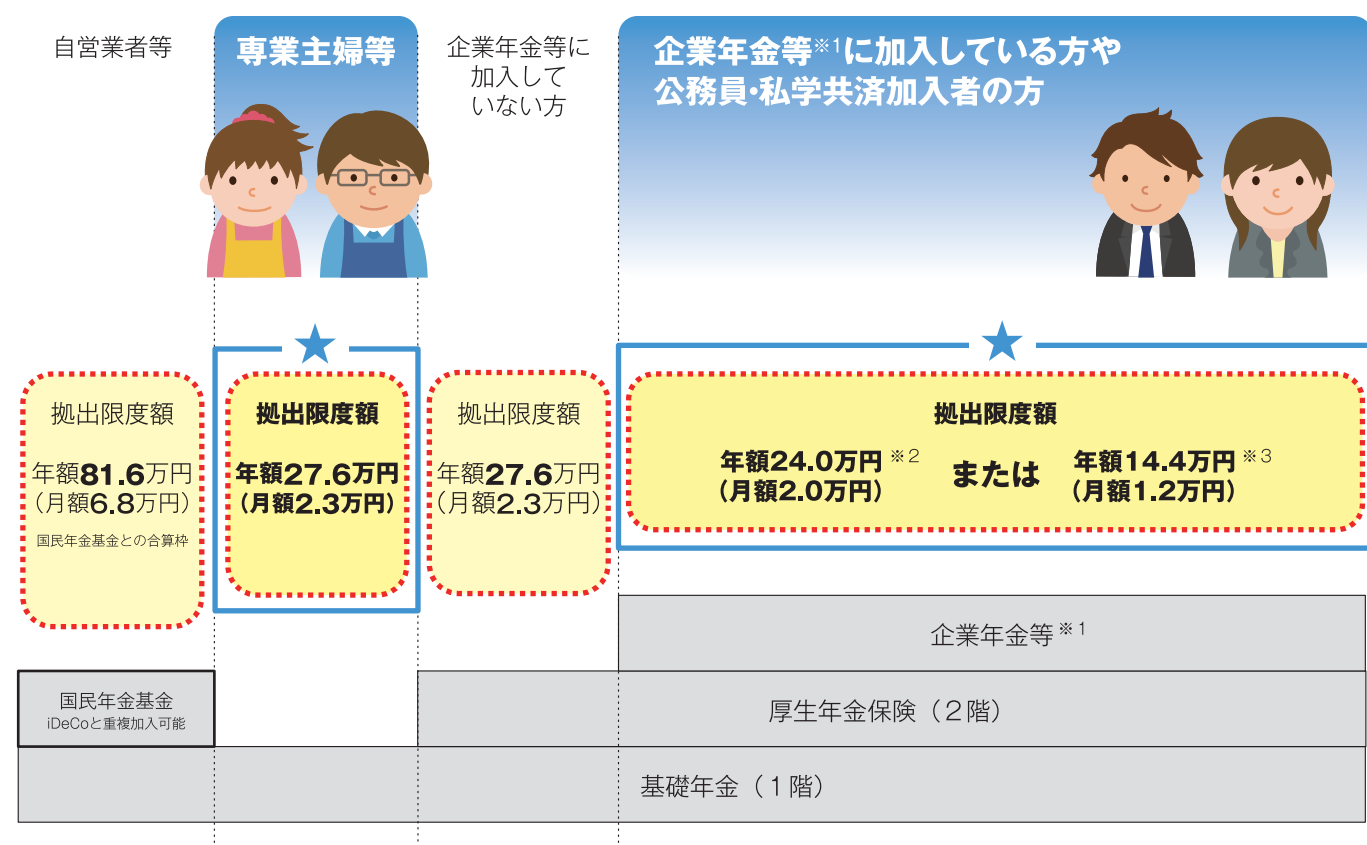 自営業者等
専業主婦等
企業年金等に
加入して
いない方
企業年金等※1に加入している方や
公務員・私学共済加入者の方
拠出限度額
年額81.6万円
（月額6.8万円）
国民年金基金との合算枠
拠出限度額
年額27.6万円
（月額2.3万円）
拠出限度額
年額27.6万円
（月額2.3万円）
拠出限度額
年額24.0万円※2
（月額2.0万円）
または
年額14.4万円※3
（月額1.2万円）
企業年金等※1
国民年金基金
iDeCoと重複加入可能
厚生年金保険（２階）
基礎年金（１階）